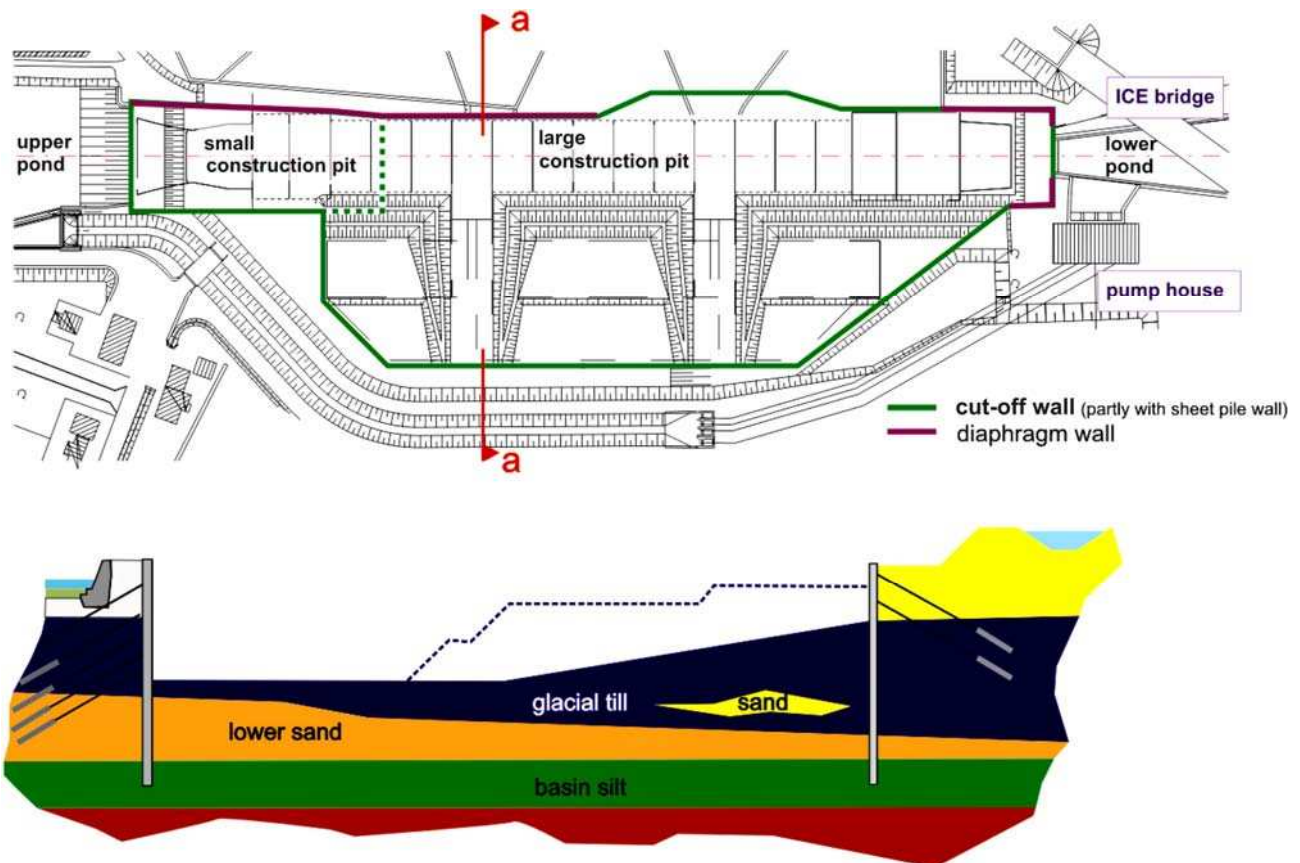 a
ICE bridge
upper
pond
small
construction pit
large
construction pit
lower
pond
pump house
cut-off wall (partly with sheet pile wall)
diaphragm wall
a
glacial till
sand
lower sand
basin silt